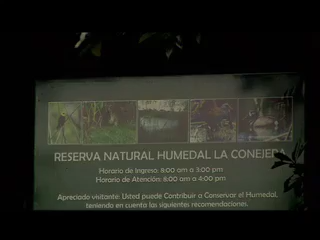 RESERVA NATURAL HUMEDAL LA CONEJERA
Horario de Ingreso, 8:00 am a 3:00 pm
Horario de Atención: 8:00 am a 4:00 pm
Apreciado visitante: Usted puede Contribuir a Conservar el Humedal,
teniendo en cuenta las siguientes recomendaciones.